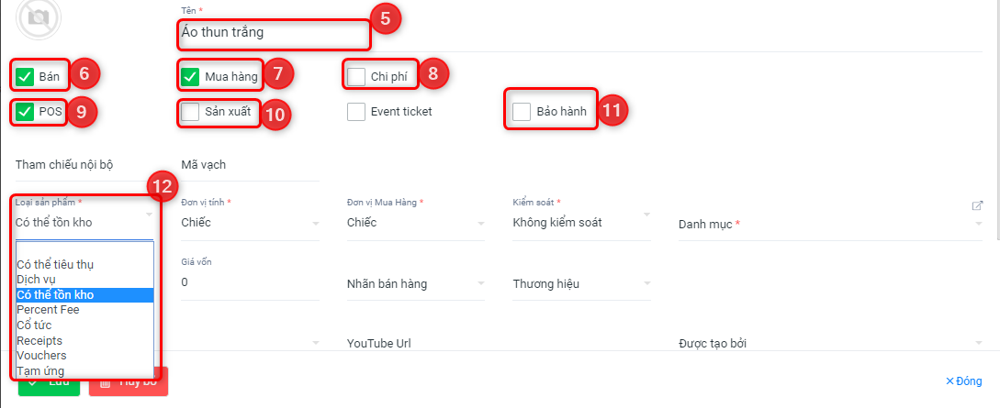 Tên *
Áo thun trắng
5
Bán
6
Mua hàng
7
Chi phí
8
POS
9
Sản xuất
10
Event ticket
Bảo hành
11
Tham chiếu nội bộ
Mã vạch
12
Loại sản phẩm *
Đơn vị tính *
Đơn vị Mua Hàng *
Kiểm soát *
Có thể tồn kho
Chiếc
Chiếc
Không kiểm soát
Danh mục *
Có thể tiêu thụ
Dịch vụ
Có thể tồn kho
Percent Fee
Cổ tức
Receipts
Vouchers
Tạm ứng
Giá vốn
0
Nhãn bán hàng
Thương hiệu
YouTube Url
Được tạo bởi
Lưu
Hủy bỏ
× Đóng